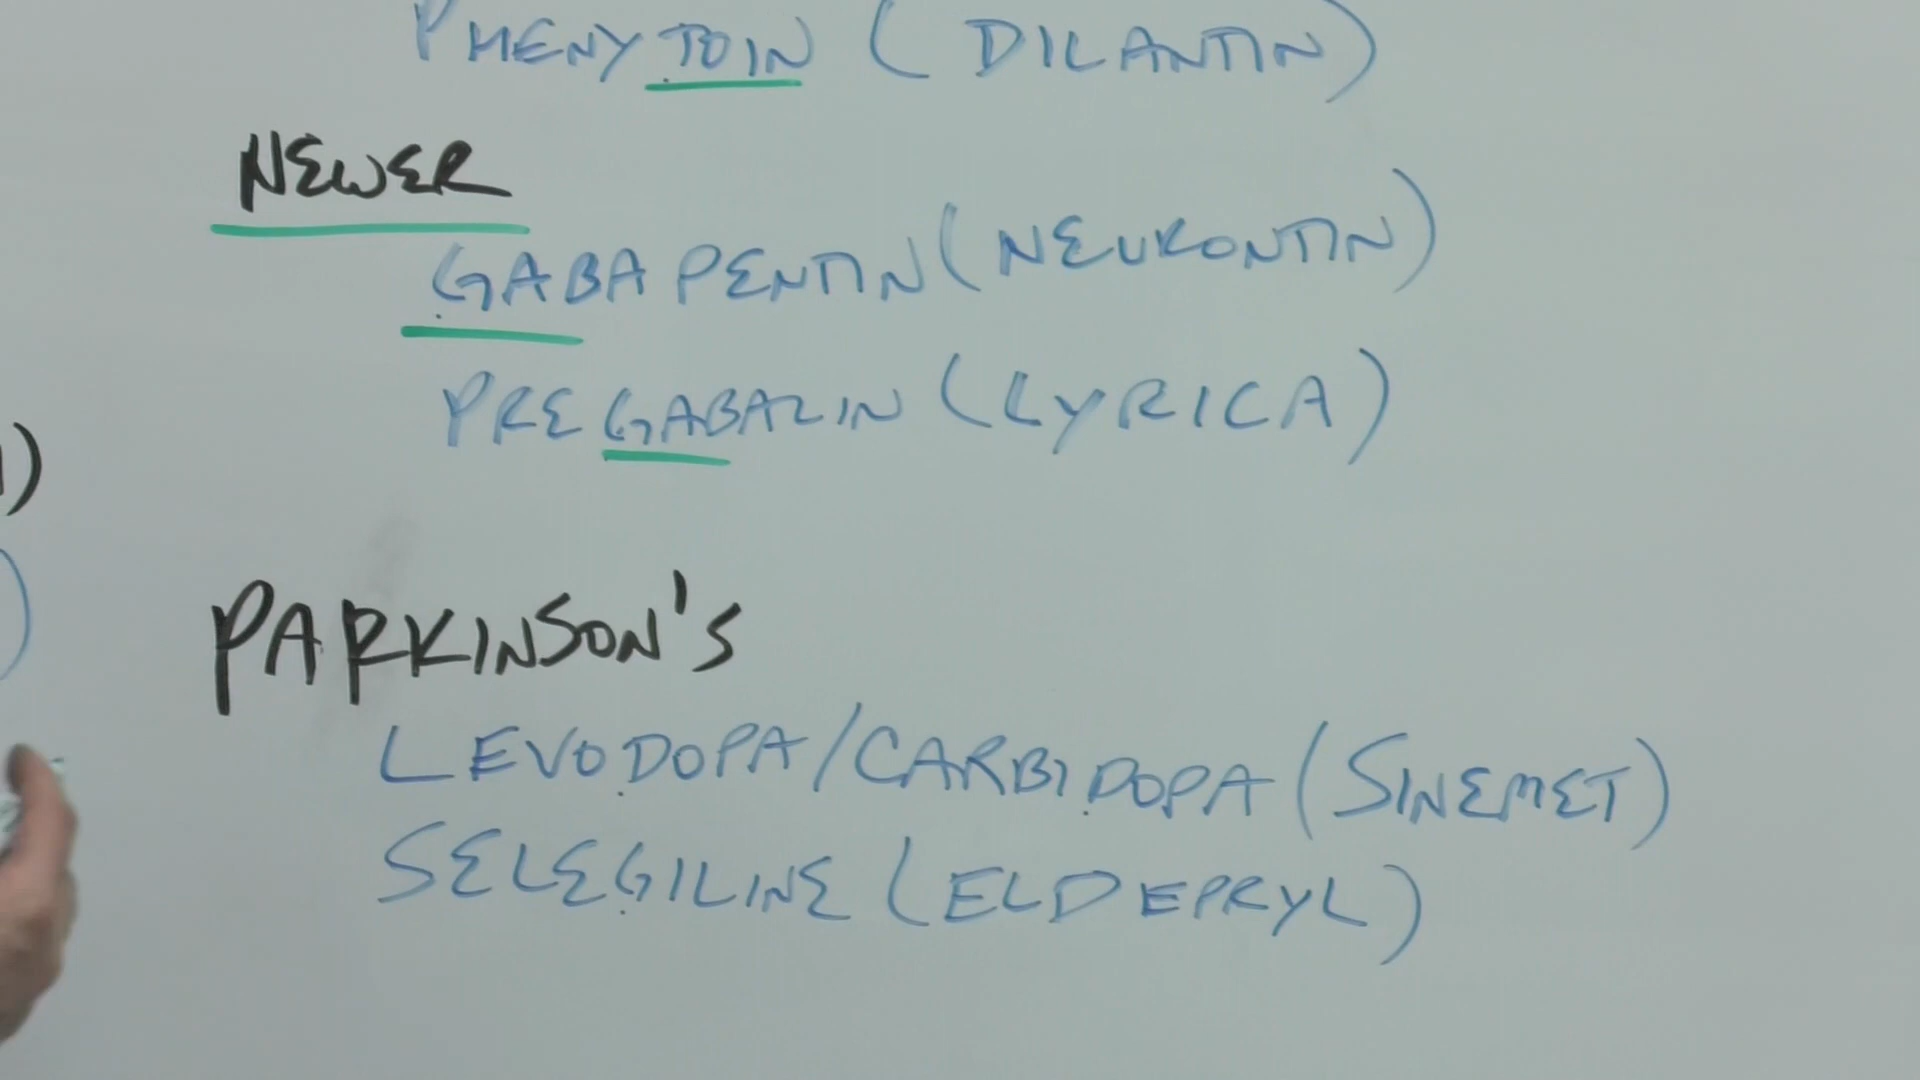 PHENYTOIN (DILANTIN)
NEWER
GABAPENTIN (NEURONTIN)
PREGABALIN (LYRICA)
)
)
PARKINSON'S
LEVODOPA/CARBIDOPA (SINEMET)
SELEGILINE (ELDEPRYL)